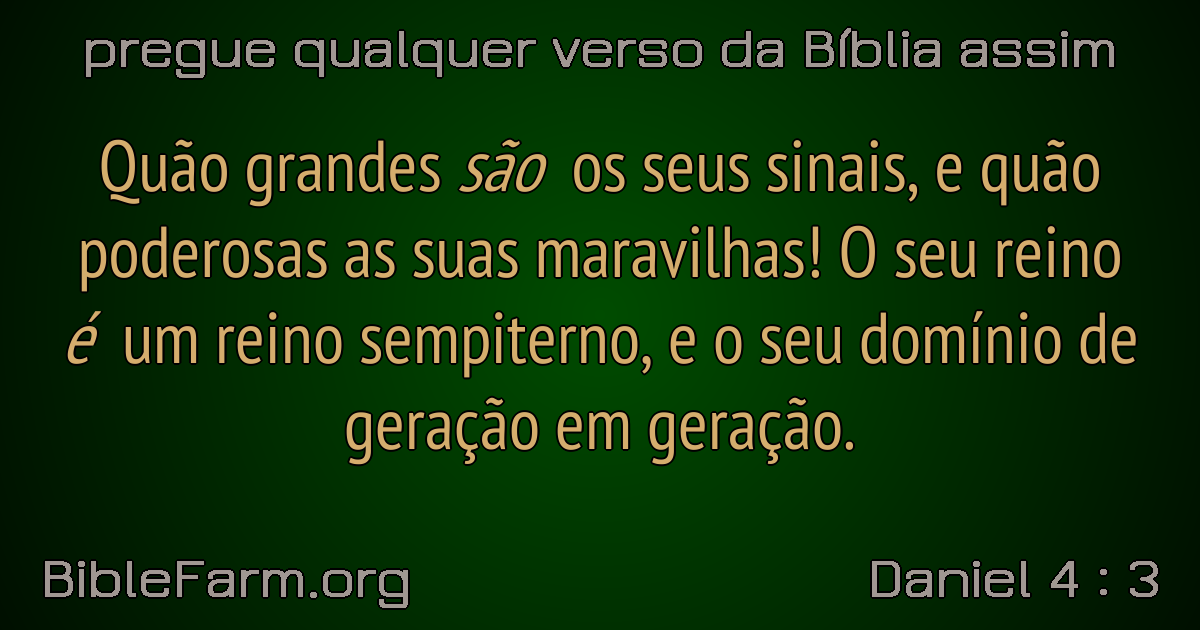 pregue qualquer verso da Bíblia assim
Quão grandes são os seus sinais, e quão
poderosas as suas maravilhas! O seu reino
é um reino sempiterno, e o seu domínio de
geração em geração.
BibleFarm.org
Daniel 4 : 3